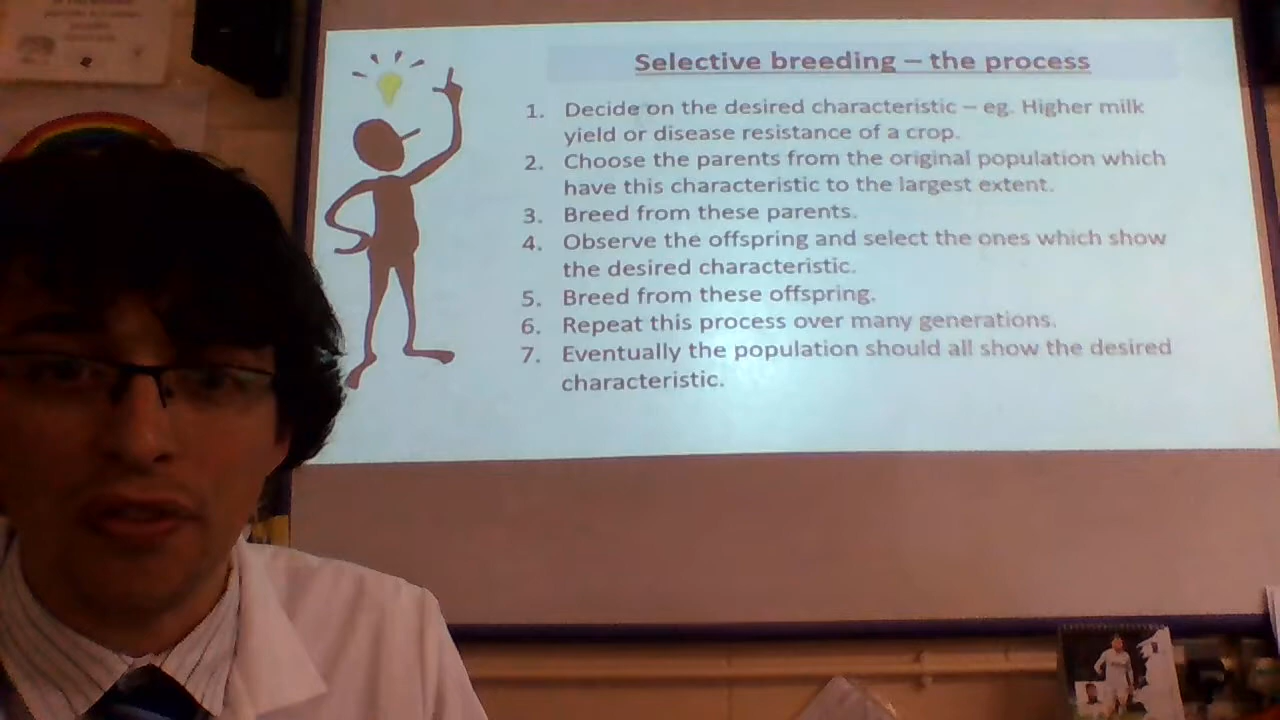 Selective breeding – the process
1. Decide on the desired characteristic – eg. Higher milk
yield or disease resistance of a crop.
2. Choose the parents from the original population which
have this characteristic to the largest extent.
3. Breed from these parents.
4. Observe the offspring and select the ones which show
the desired characteristic.
5. Breed from these offspring.
6. Repeat this process over many generations.
7. Eventually the population should all show the desired
characteristic.